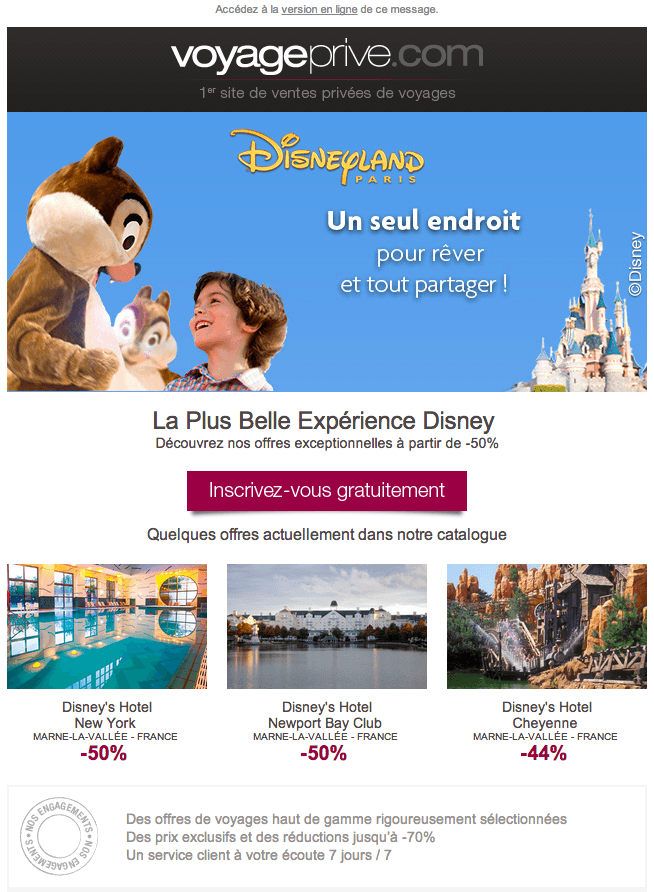 Accédez à la version en ligne de ce message.
voyageprive.com
1er site de ventes privées de voyages
DISNEYLAND
PARIS
Un seul endroit
pour rêver
et tout partager !
©Disney
La Plus Belle Expérience Disney
Découvrez nos offres exceptionnelles à partir de -50%
Inscrivez-vous gratuitement
Quelques offres actuellement dans notre catalogue
Disney's Hotel
New York
MARNE-LA-VALLÉE - FRANCE
-50%
Disney's Hotel
Newport Bay Club
MARNE-LA-VALLÉE - FRANCE
-50%
Disney's Hotel
Cheyenne
MARNE-LA-VALLÉE - FRANCE
-44%
NOS ENGAGEMENTS • NOS ENGAGEMENTS •
Des offres de voyages haut de gamme rigoureusement sélectionnées
Des prix exclusifs et des réductions jusqu'à -70%
Un service client à votre écoute 7 jours / 7